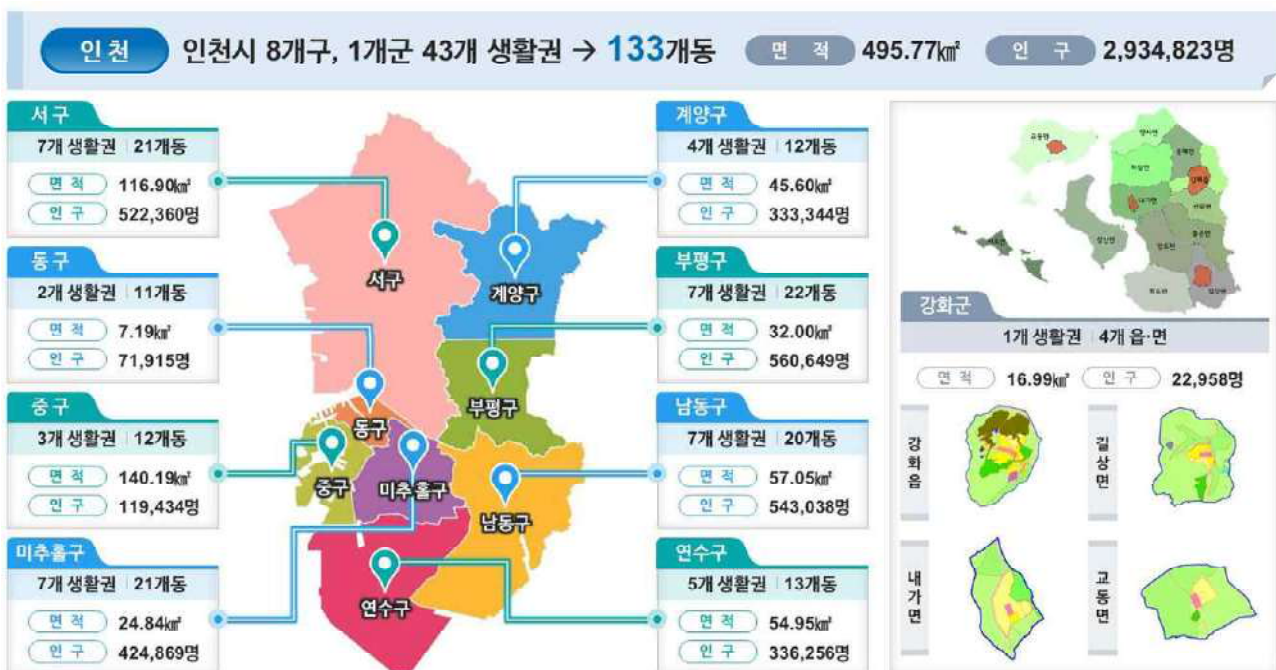 인천 인천시 8개구, 1개군 43개 생활권 → 133개동 면 적 495.77㎢ 인 구 2,934,823명
서구
7개 생활권 21개동
면 적 116.90㎢
인 구 522,360명
동구
2개 생활권 11개동
면 적 7.19㎢
인 구 71,915명
중구
3개 생활권 12개동
면 적 140.19㎢
인 구 119,434명
미추홀구
7개 생활권 21개동
면 적 24.84㎢
인 구 424,869명
서구
계양구
부평구
동구
중구
미추홀구
남동구
연수구
계양구
4개 생활권 12개동
면 적 45.60㎢
인 구 333,344명
부평구
7개 생활권 22개동
면 적 32.00㎢
인 구 560,649명
남동구
7개 생활권 20개동
면 적 57.05㎢
인 구 543,038명
연수구
5개 생활권 13개동
면 적 54.95㎢
인 구 336,256명
강화군
1개 생활권 4개 읍·면
면 적 16.99㎢ 인 구 22,958명
강화읍
길상면
내가면
교동면